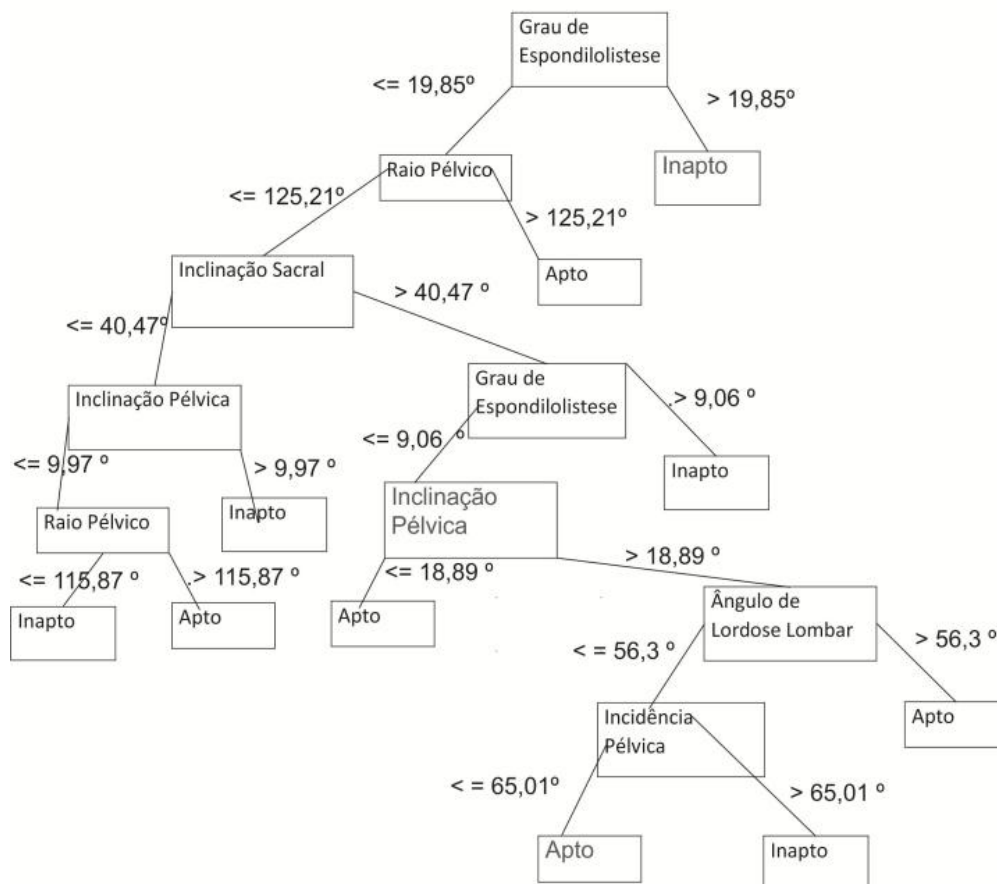 Grau de
Espondilolistese
<= 19,85º
> 19,85º
Raio Pélvico
Inapto
<= 125,21º
> 125,21º
Inclinação Sacral
Apto
> 40,47 º
<= 40,47º
Grau de
Espondilolistese
Inclinação Pélvica
.> 9,06 º
<= 9,06 º
<= 9,97 º
> 9,97 º
Inapto
Inclinação
Pélvica
Raio Pélvico
Inapto
> 18,89 º
<= 18,89 º
<= 115,87 º
.> 115,87 º
Inapto
Apto
Apto
Ângulo de
Lordose Lombar
< = 56,3 º
> 56,3 º
Incidência
Pélvica
Apto
< = 65,01º
> 65,01 º
Apto
Inapto